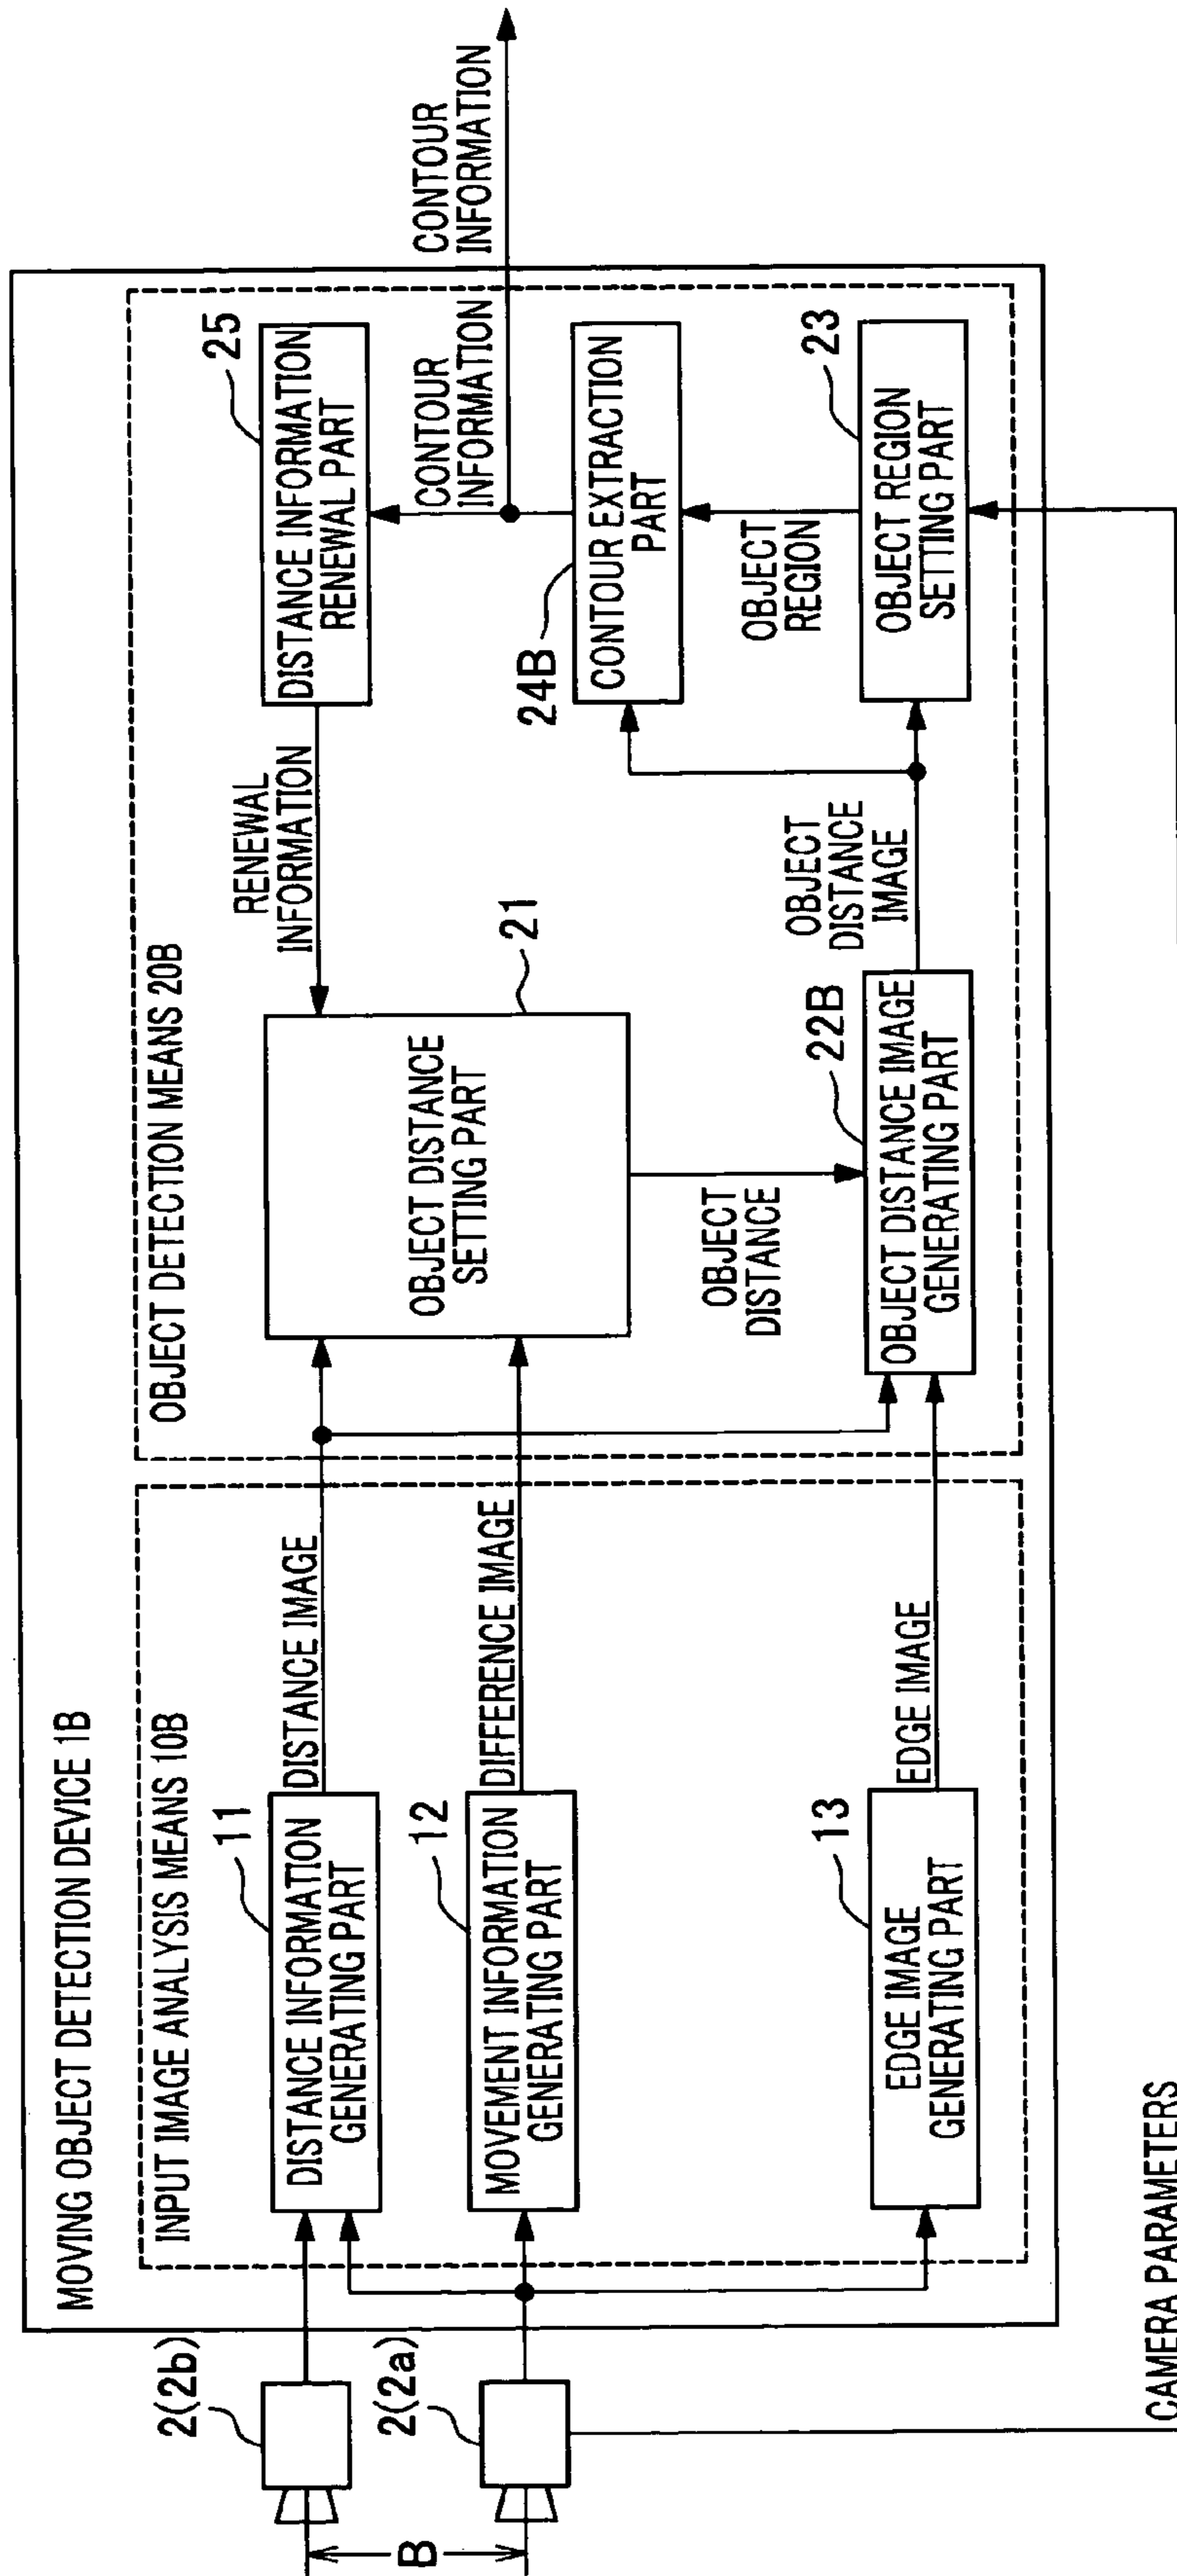 MOVING OBJECT DETECTION DEVICE 1B
INPUT IMAGE ANALYSIS MEANS 10B
OBJECT DETECTION MEANS 20B
2(2b)
2(2a)
B
11
DISTANCE INFORMATION
GENERATING PART
12
MOVEMENT INFORMATION
GENERATING PART
13
EDGE IMAGE
GENERATING PART
DISTANCE IMAGE
DIFFERENCE IMAGE
EDGE IMAGE
21
OBJECT DISTANCE
SETTING PART
OBJECT
DISTANCE
22B
OBJECT DISTANCE IMAGE
GENERATING PART
OBJECT
DISTANCE
IMAGE
RENEWAL
INFORMATION
25
DISTANCE INFORMATION
RENEWAL PART
CONTOUR
INFORMATION
24B
CONTOUR EXTRACTION
PART
OBJECT
REGION
23
OBJECT REGION
SETTING PART
CONTOUR
INFORMATION
CAMERA PARAMETERS